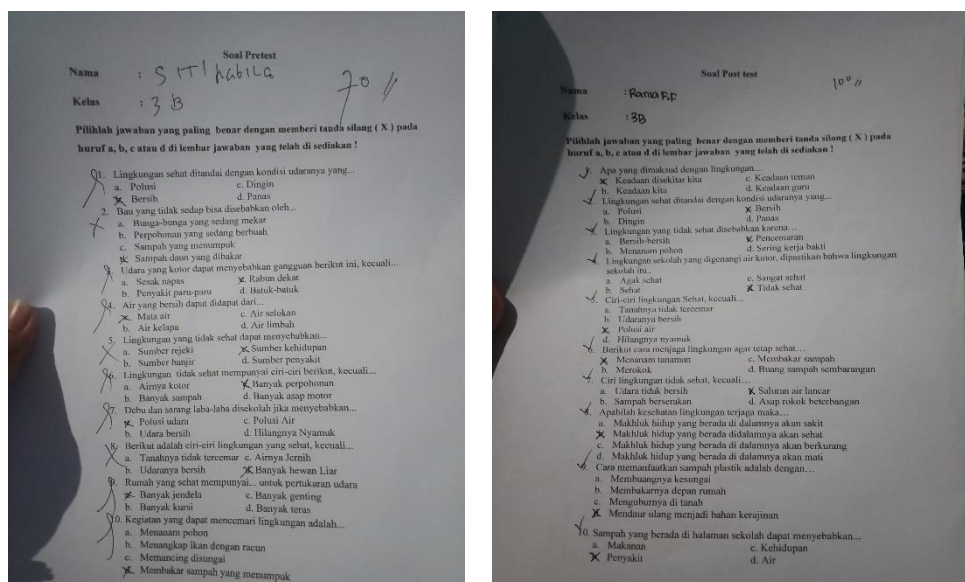 Soal Pretest
Nama : SITI nabila
70 //
Kelas : 3 B
Pilihlah jawaban yang paling benar dengan memberi tanda silang ( X ) pada
huruf a, b, c atau d di lembar jawaban yang telah di sediakan !
1. Lingkungan sehat ditandai dengan kondisi udaranya yang...
a. Polusi c. Dingin
b. Bersih d. Panas
2. Bau yang tidak sedap bisa disebabkan oleh...
a. Bunga-bunga yang sedang mekar
b. Perpohonan yang sedang berbuah
c. Sampah yang menumpuk
d. Sampah daun yang dibakar
3. Udara yang kotor dapat menyebabkan gangguan berikut ini, kecuali...
a. Sesak napas c. Rabun dekat
b. Penyakit paru-paru d. Batuk-batuk
4. Air yang bersih dapat didapat dari...
a. Mata air c. Air selokan
b. Air kelapa d. Air limbah
5. Lingkungan yang tidak sehat dapat menyebabkan...
a. Sumber rejeki c. Sumber kehidupan
b. Sumber banjir d. Sumber penyakit
6. Lingkungan tidak sehat mempunyai ciri-ciri berikut, kecuali...
a. Airnya kotor c. Banyak perpohonan
b. Banyak sampah d. Banyak asap motor
7. Debu dan sarang laba-laba disekolah jika menyebabkan...
a. Polusi udara c. Polusi Air
b. Udara bersih d. Hilangnya Nyamuk
8. Berikut adalah ciri-ciri lingkungan yang sehat, kecuali...
a. Tanahnya tidak tercemar c. Airnya Jernih
b. Udaranya bersih d. Banyak hewan Liar
9. Rumah yang sehat mempunyai... untuk pertukaran udara
a. Banyak jendela c. Banyak genting
b. Banyak kursi d. Banyak teras
10. Kegiatan yang dapat mencemari lingkungan adalah...
a. Menanam pohon
b. Menangkap ikan dengan racun
c. Memancing disungai
d. Membakar sampah yang menumpuk
Soal Post test
100 //
Nama : Rama F.F
Kelas : 3B
Pilihlah jawaban yang paling benar dengan memberi tanda silang ( X ) pada
huruf a, b, c atau d di lembar jawaban yang telah di sediakan !
1. Apa yang dimaksud dengan lingkungan...
a. Keadaan disekitar kita c. Keadaan teman
b. Keadaan kita d. Keadaan guru
2. Lingkungan sehat ditandai dengan kondisi udaranya yang...
a. Polusi c. Bersih
b. Dingin d. Panas
3. Lingkungan yang tidak sehat disebabkan karena...
a. Bersih-bersih c. Pencemaran
b. Menanam pohon d. Sering kerja bakti
4. Lingkungan sekolah yang digenangi air kotor, dipastikan bahwa lingkungan
sekolah itu...
a. Agak sehat c. Sangat sehat
b. Sehat d. Tidak sehat
5. Ciri-ciri lingkungan Sehat, kecuali...
a. Tanahnya tidak tercemar
b. Udaranya bersih
c. Polusi air
d. Hilangnya nyamuk
6. Berikut cara menjaga lingkungan agar tetap sehat...
a. Menanam tanaman c. Membakar sampah
b. Merokok d. Buang sampah sembarangan
7. Ciri lingkungan tidak sehat, kecuali...
a. Udara tidak bersih c. Saluran air lancar
b. Sampah berserakan d. Asap rokok beterbangan
8. Apabilah kesehatan lingkungan terjaga maka...
a. Makhluk hidup yang berada di dalamnya akan sakit
b. Makhluk hidup yang berada didalamnya akan sehat
c. Makhluk hidup yang berada di dalamnya akan berkurang
d. Makhluk hidup yang berada di dalamnya akan mati
9. Cara memanfaatkan sampah plastik adalah dengan...
a. Membuangnya kesungai
b. Membakarnya depan rumah
c. Menguburnya di tanah
d. Mendaur ulang menjadi bahan kerajinan
10. Sampah yang berada di halaman sekolah dapat menyebabkan...
a. Makanan c. Kehidupan
b. Penyakit d. Air